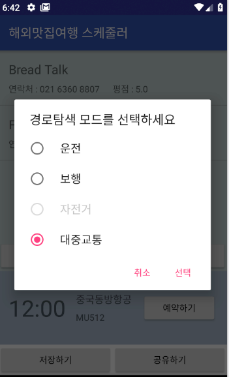 6:42
해외맛집여행 스케줄러
Bread Talk
연락처 : 021 6360 6807 평점 : 5.0
경로탐색 모드를 선택하세요
운전
보행
자전거
대중교통
취소 선택
12:00 중국동방항공 예약하기
MU512
저장하기 공유하기